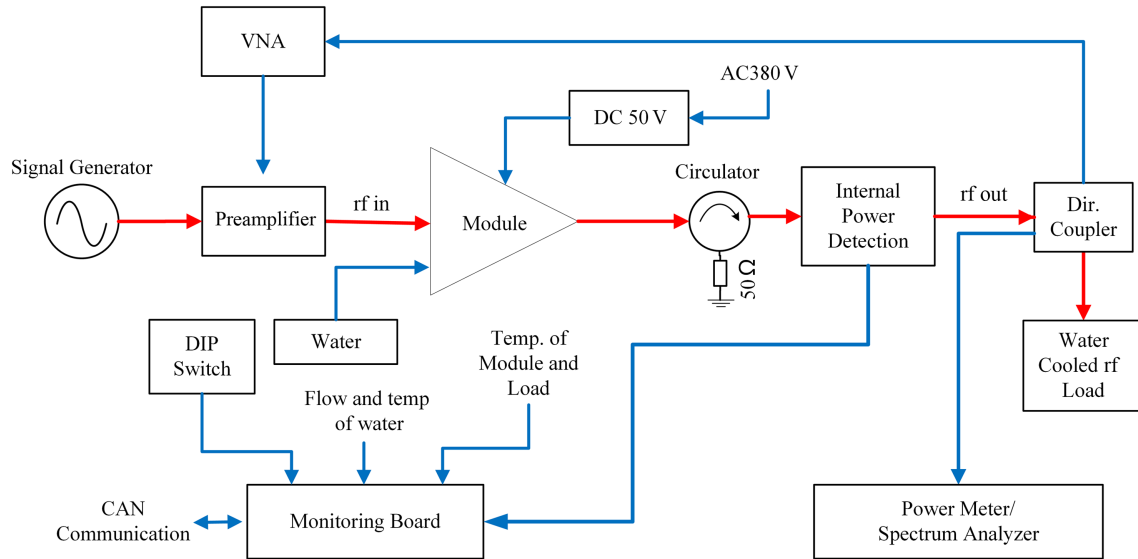 VNA
AC380 V
DC 50 V
Signal Generator
Preamplifier
rf in
Module
Circulator
50 Ω
Internal
Power
Detection
rf out
Dir.
Coupler
DIP
Switch
Water
Temp. of
Module and
Load
Water
Cooled rf
Load
Flow and temp
of water
CAN
Communication
Monitoring Board
Power Meter/
Spectrum Analyzer